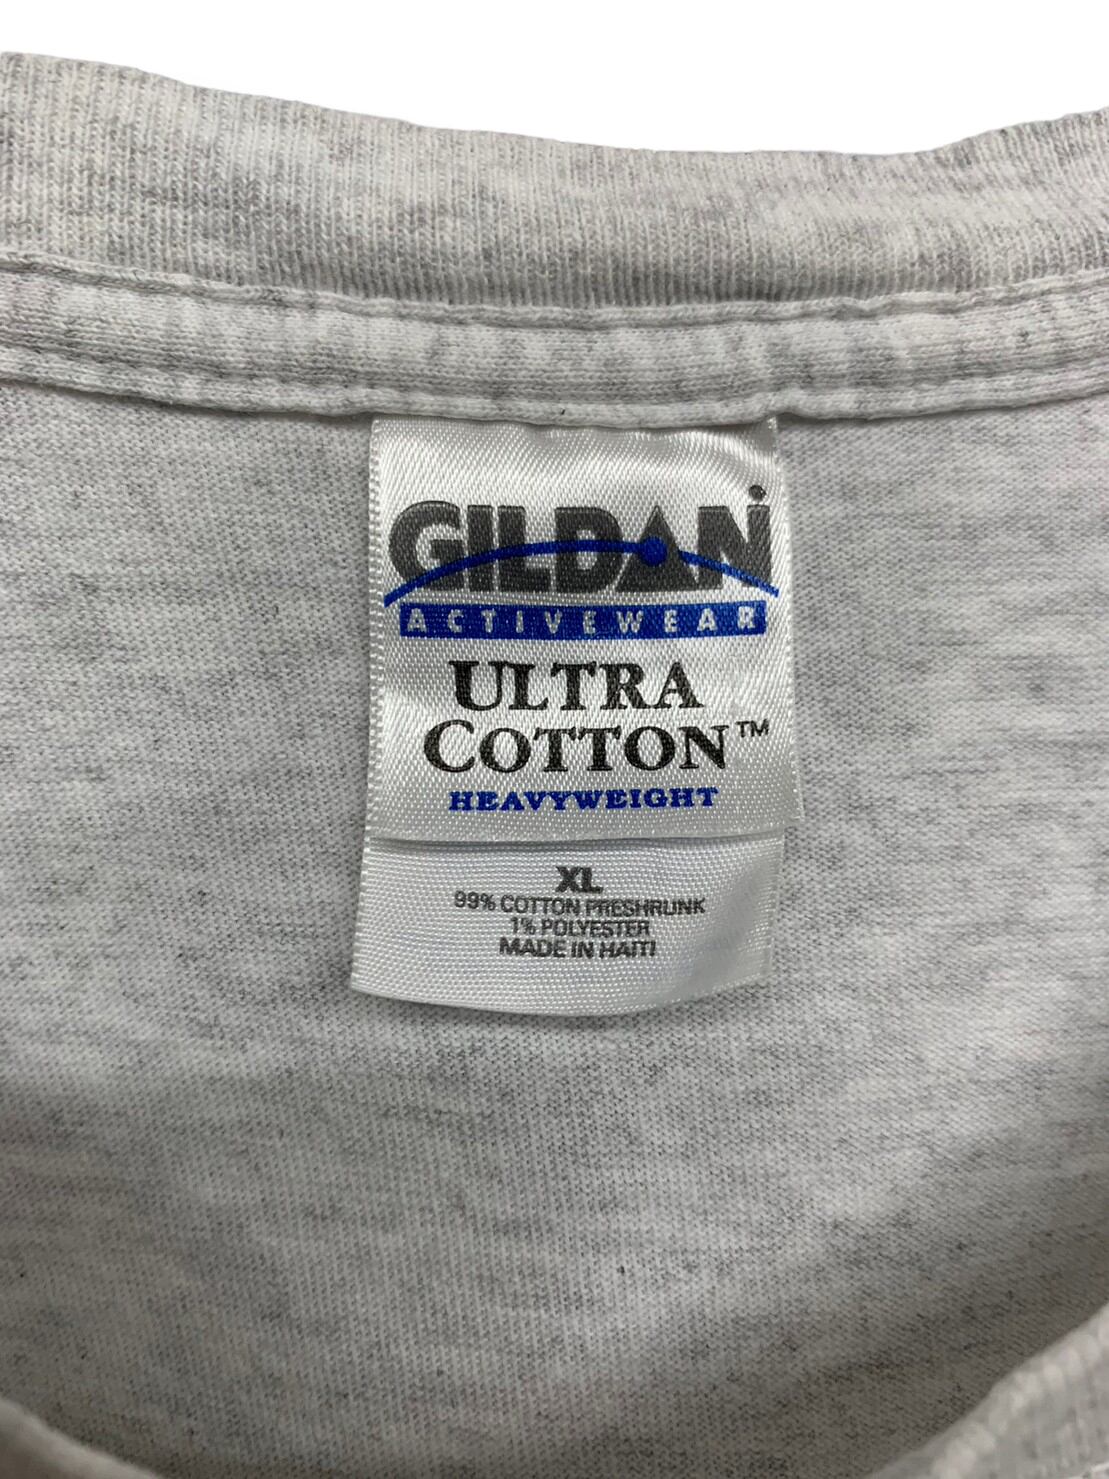 GILDAN
ACTIVEWEAR
ULTRA
COTTON™
HEAVYWEIGHT
XL
99% COTTON PRESHRUNK
1% POLYESTER
MADE IN HAITI